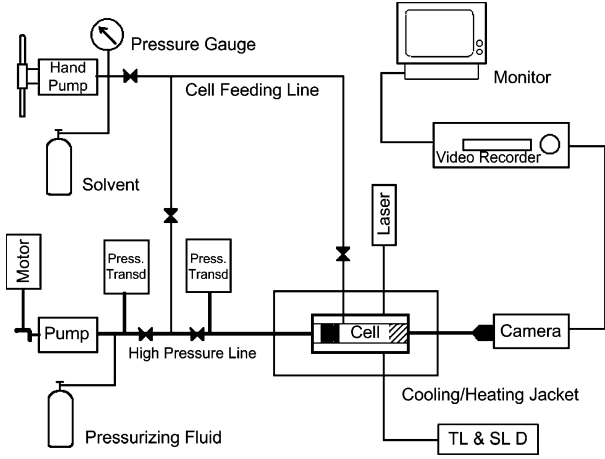 Pressure Gauge
Hand
Pump
Cell Feeding Line
Monitor
Video Recorder
Solvent
Laser
Motor
Press.
Transd
Press.
Transd
Pump
High Pressure Line
Cell
Camera
Cooling/Heating Jacket
Pressurizing Fluid
TL & SL D